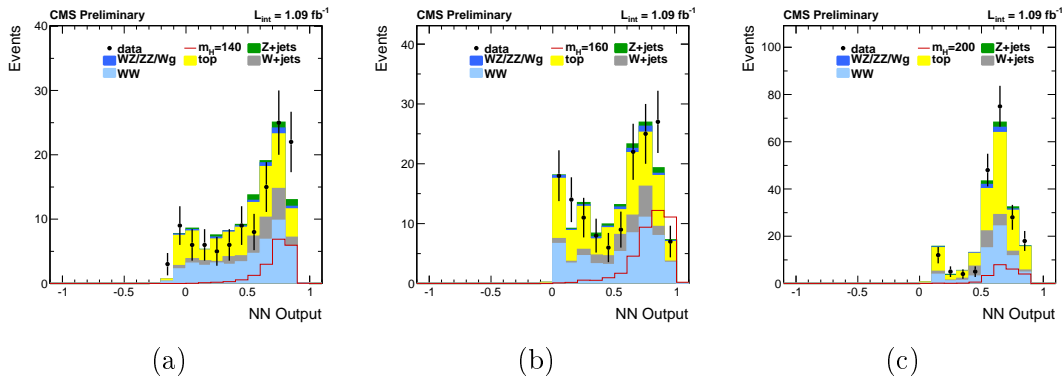 CMS Preliminary L_int = 1.09 fb⁻¹
Events
40
30
20
10
0
data m_H=140 Z+jets
WZ/ZZ/Wg top W+jets
WW
-1 -0.5 0 0.5 1
NN Output
(a)
CMS Preliminary L_int = 1.09 fb⁻¹
Events
40
30
20
10
0
data m_H=160 Z+jets
WZ/ZZ/Wg top W+jets
WW
-1 -0.5 0 0.5 1
NN Output
(b)
CMS Preliminary L_int = 1.09 fb⁻¹
Events
100
80
60
40
20
0
data m_H=200 Z+jets
WZ/ZZ/Wg top W+jets
WW
-1 -0.5 0 0.5 1
NN Output
(c)